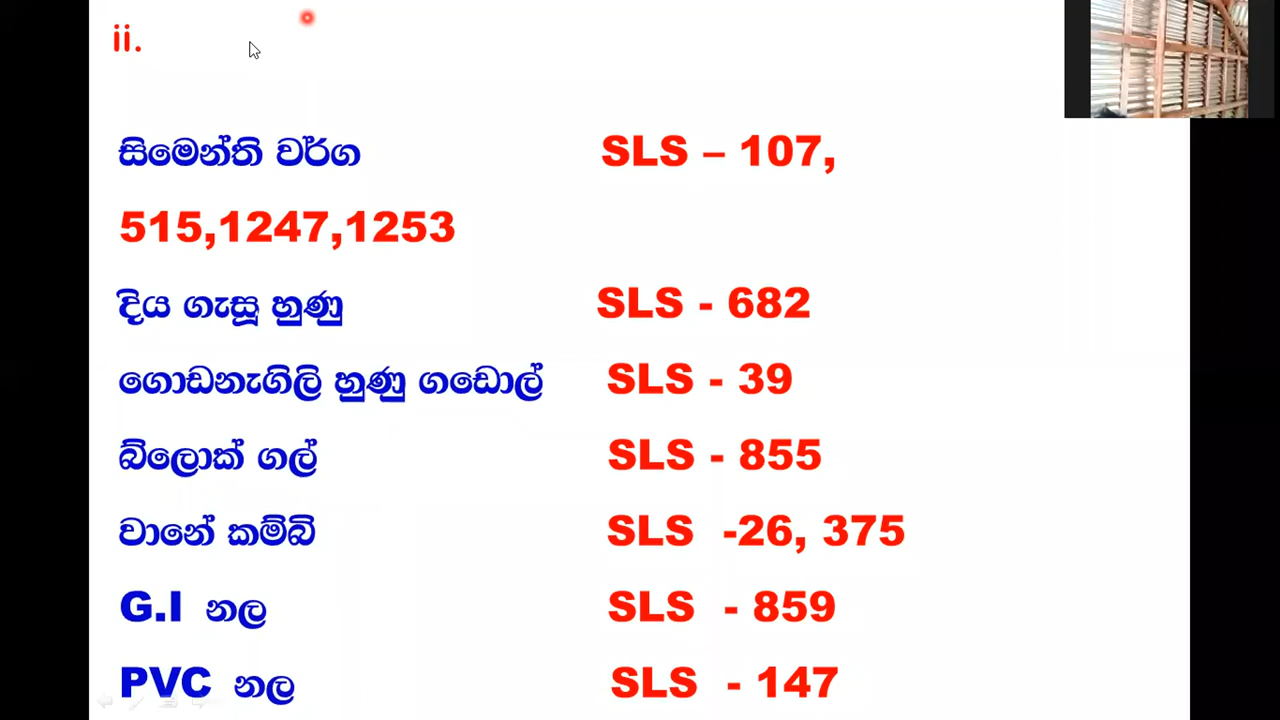 ii.
සිමෙන්ති වර්ග SLS – 107,
515,1247,1253
දිය ගැසූ හුණු SLS - 682
ගොඩනැගිලි හුණු ගඩොල් SLS - 39
බ්ලොක් ගල් SLS - 855
වානේ කම්බි SLS -26, 375
G.I නල SLS - 859
PVC නල SLS - 147